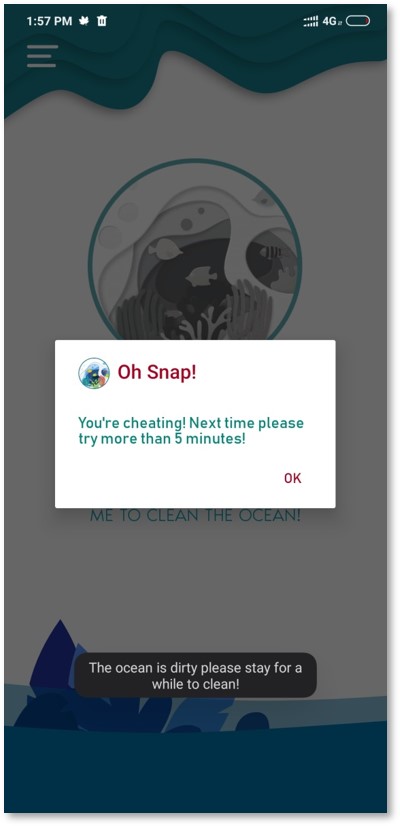 1:57 PM 4G
Oh Snap!
You're cheating! Next time please
try more than 5 minutes!
OK
ME TO CLEAN THE OCEAN!
The ocean is dirty please stay for a
while to clean!